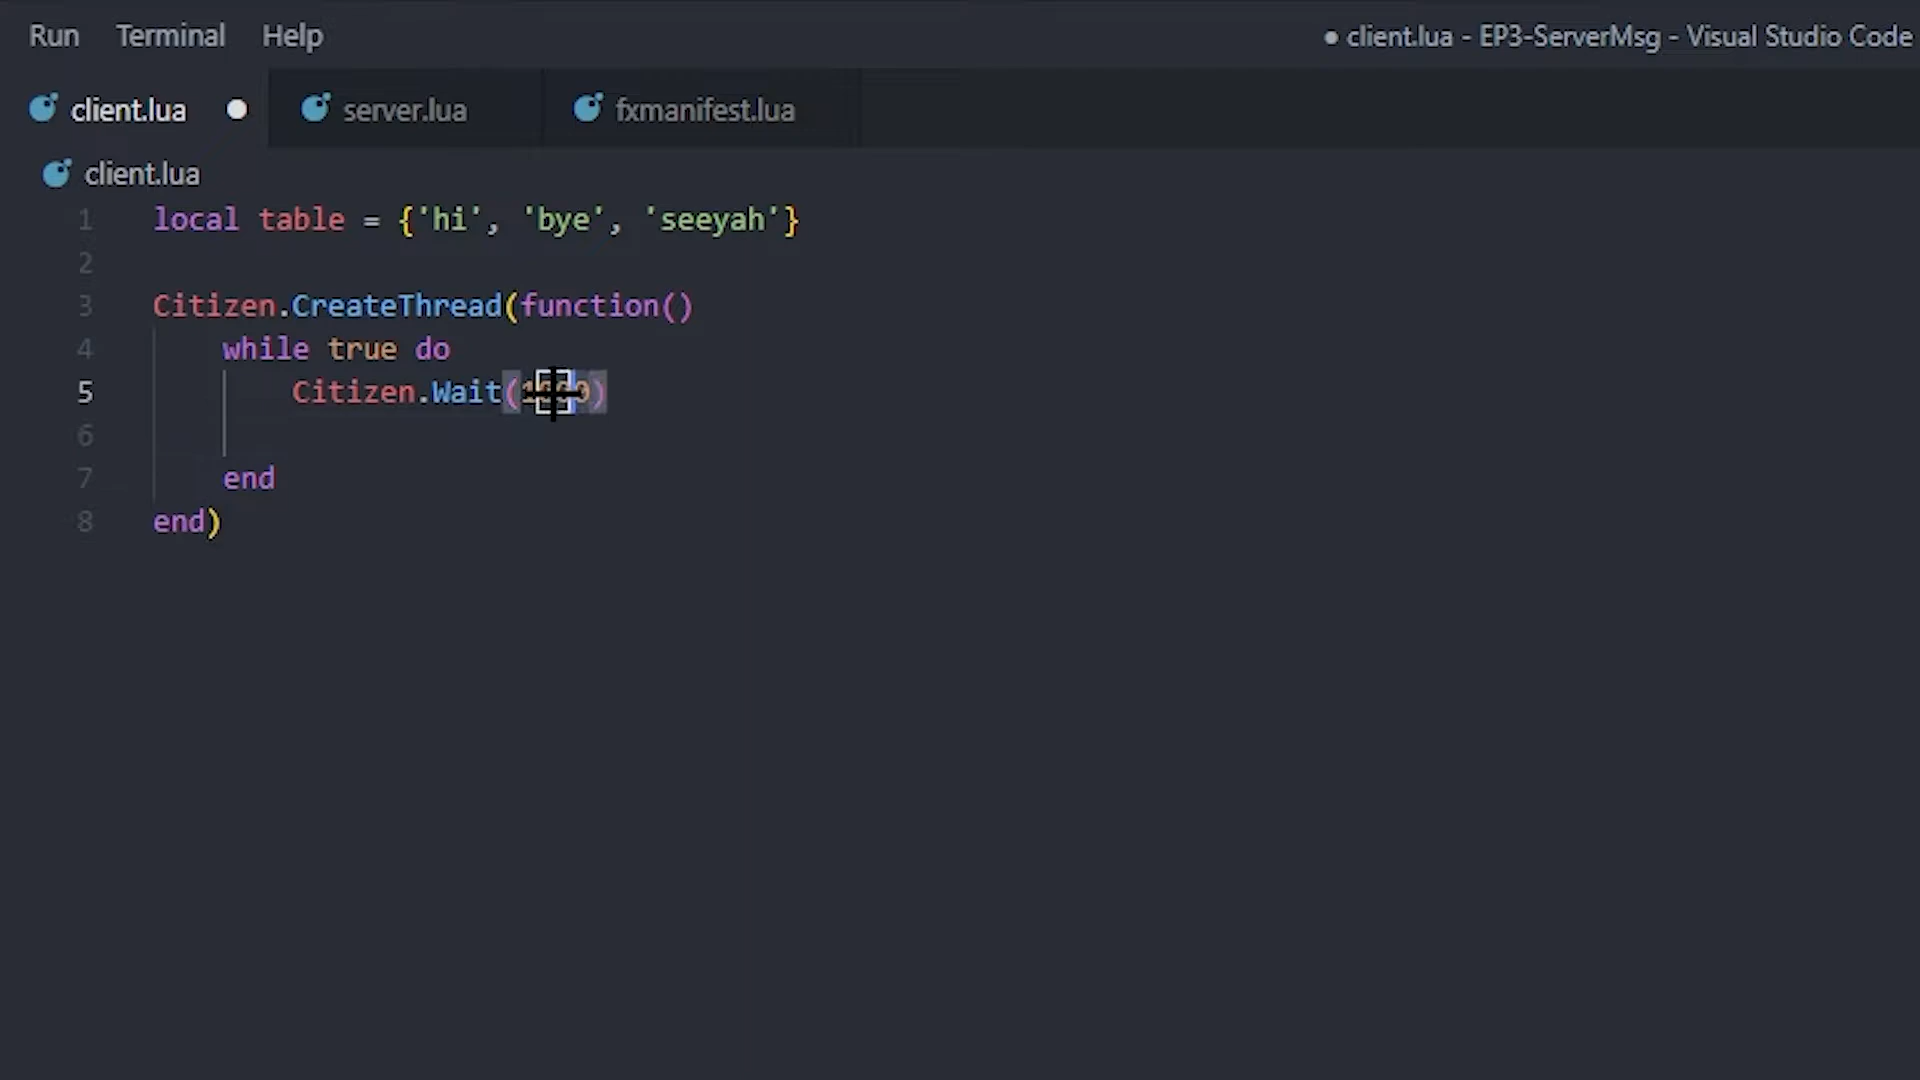 Run Terminal Help
● client.lua - EP3-ServerMsg - Visual Studio Code
client.lua ● server.lua fxmanifest.lua
client.lua
1 local table = {'hi', 'bye', 'seeyah'}
2
3 Citizen.CreateThread(function()
4 while true do
5 Citizen.Wait(1000)
6
7 end
8 end)